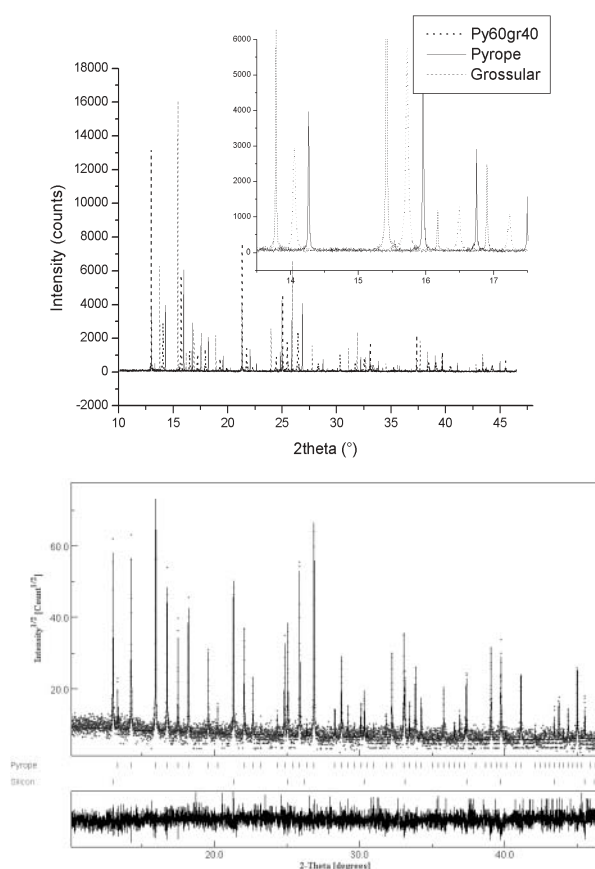 Py60gr40
Pyrope
Grossular
6000
5000
4000
3000
2000
1000
0
14 15 16 17
18000
16000
14000
12000
10000
8000
6000
4000
2000
0
-2000
Intensity (counts)
10 15 20 25 30 35 40 45
2theta (°)
60.0
40.0
20.0
Intensity^1/2 [Count^1/2]
Pyrope
Silicon
20.0 30.0 40.0
2-Theta [degrees]